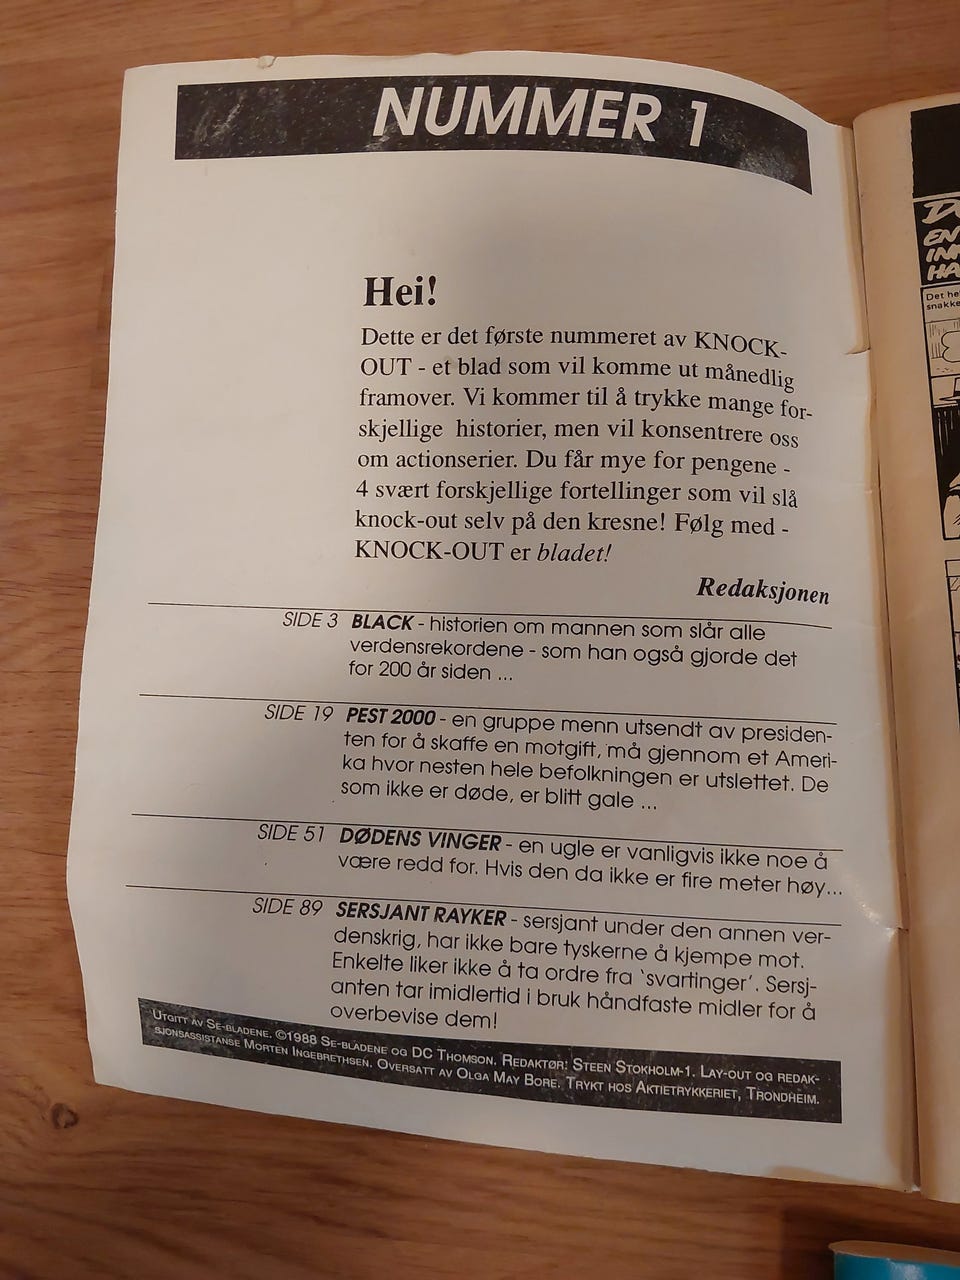 NUMMER 1
Hei!
Dette er det første nummeret av KNOCK-
OUT - et blad som vil komme ut månedlig
framover. Vi kommer til å trykke mange for-
skjellige historier, men vil konsentrere oss
om actionserier. Du får mye for pengene -
4 svært forskjellige fortellinger som vil slå
knock-out selv på den kresne! Følg med -
KNOCK-OUT er bladet!
Redaksjonen
SIDE 3 BLACK - historien om mannen som slår alle
verdensrekordene - som han også gjorde det
for 200 år siden ...
SIDE 19 PEST 2000 - en gruppe menn utsendt av presiden-
ten for å skaffe en motgift, må gjennom et Ameri-
ka hvor nesten hele befolkningen er utslettet. De
som ikke er døde, er blitt gale ...
SIDE 51 DØDENS VINGER - en ugle er vanligvis ikke noe å
være redd for. Hvis den da ikke er fire meter høy...
SIDE 89 SERSJANT RAYKER - sersjant under den annen ver-
denskrig, har ikke bare tyskerne å kjempe mot.
Enkelte liker ikke å ta ordre fra 'svartinger'. Sersj-
anten tar imidlertid i bruk håndfaste midler for å
overbevise dem!
UTGITT AV SE-BLADENE. ©1988 SE-BLADENE OG DC THOMSON. REDAKTØR: STEEN STOKHOLM-1. LAY-OUT OG REDAK-
SJONSASSISTANSE MORTEN INGEBRETHSEN. OVERSATT AV OLGA MAY BORE. TRYKT HOS AKTIETRYKKERIET, TRONDHEIM.
EN
HA
Det he
snakke